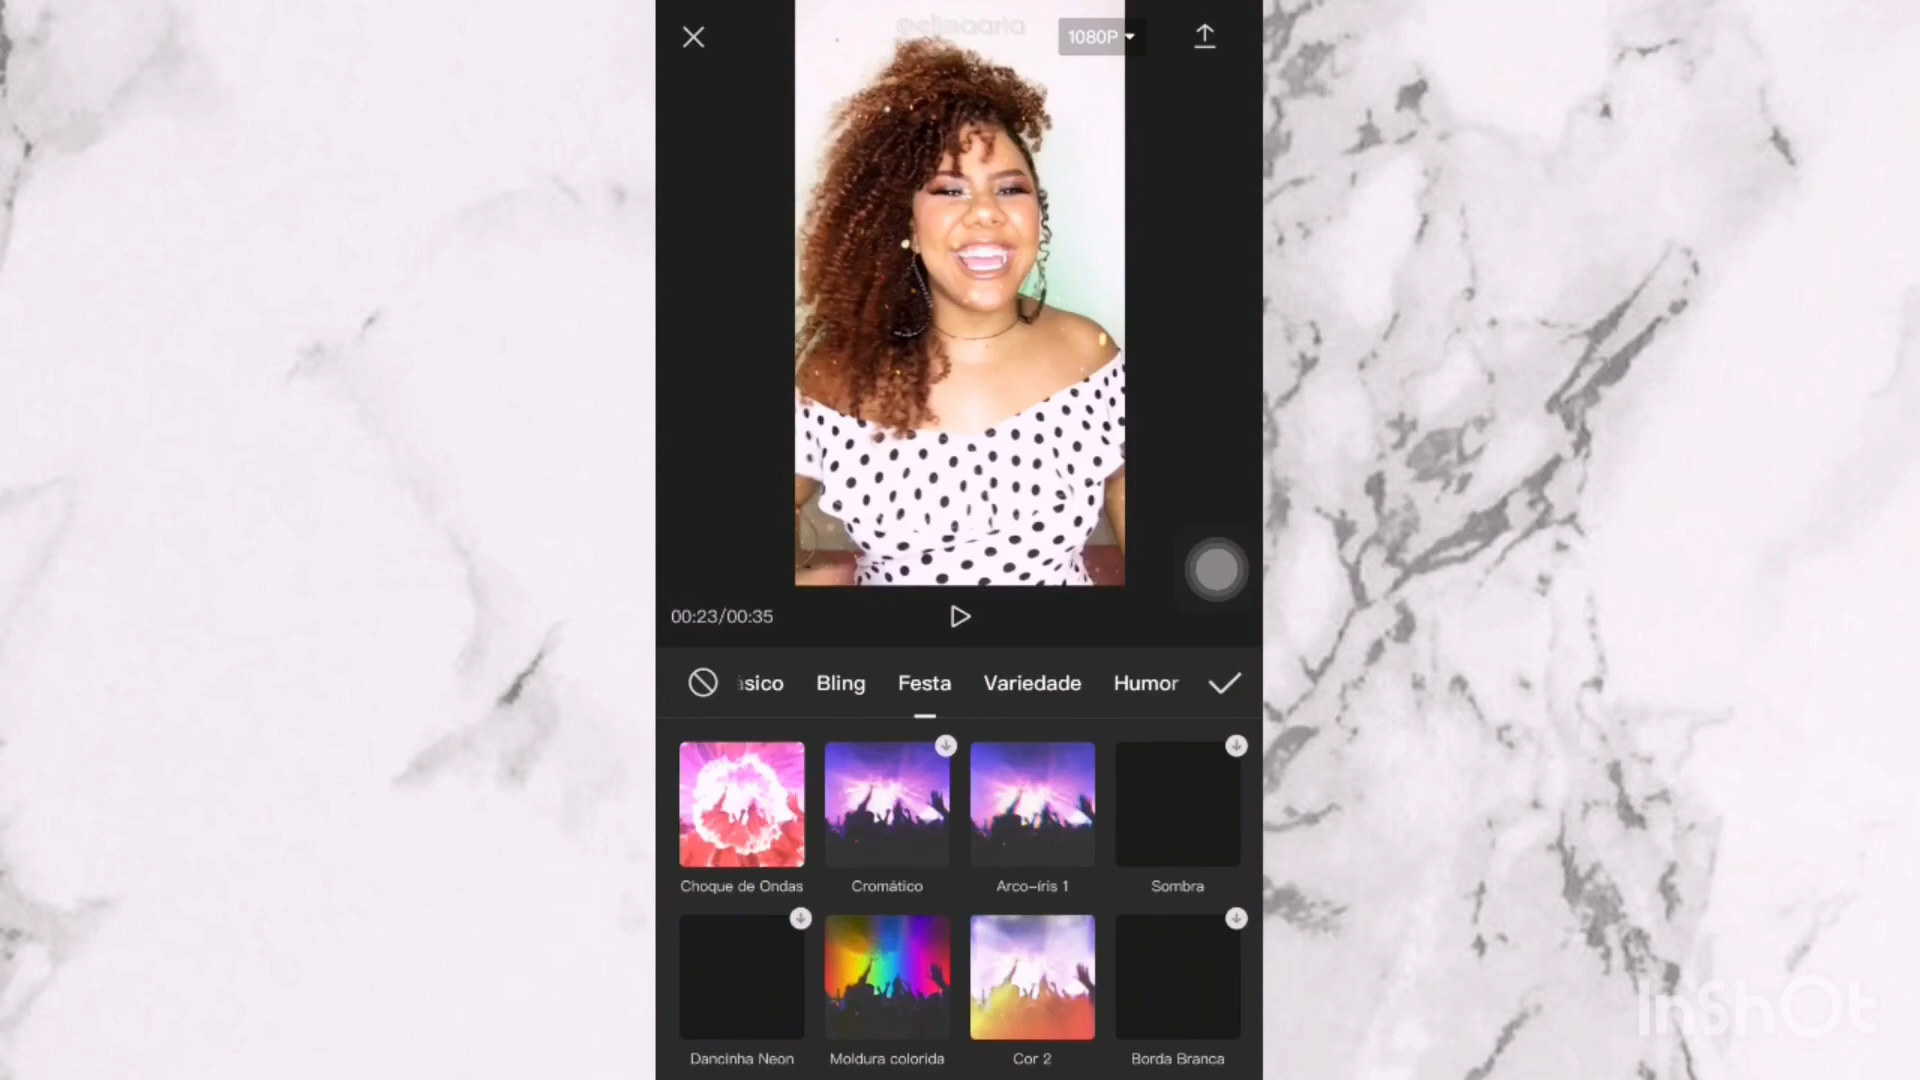 1080P
00:23/00:35
ásico Bling Festa Variedade Humor
Choque de Ondas Cromático Arco-íris 1 Sombra
Dancinha Neon Moldura colorida Cor 2 Borda Branca
InShOt